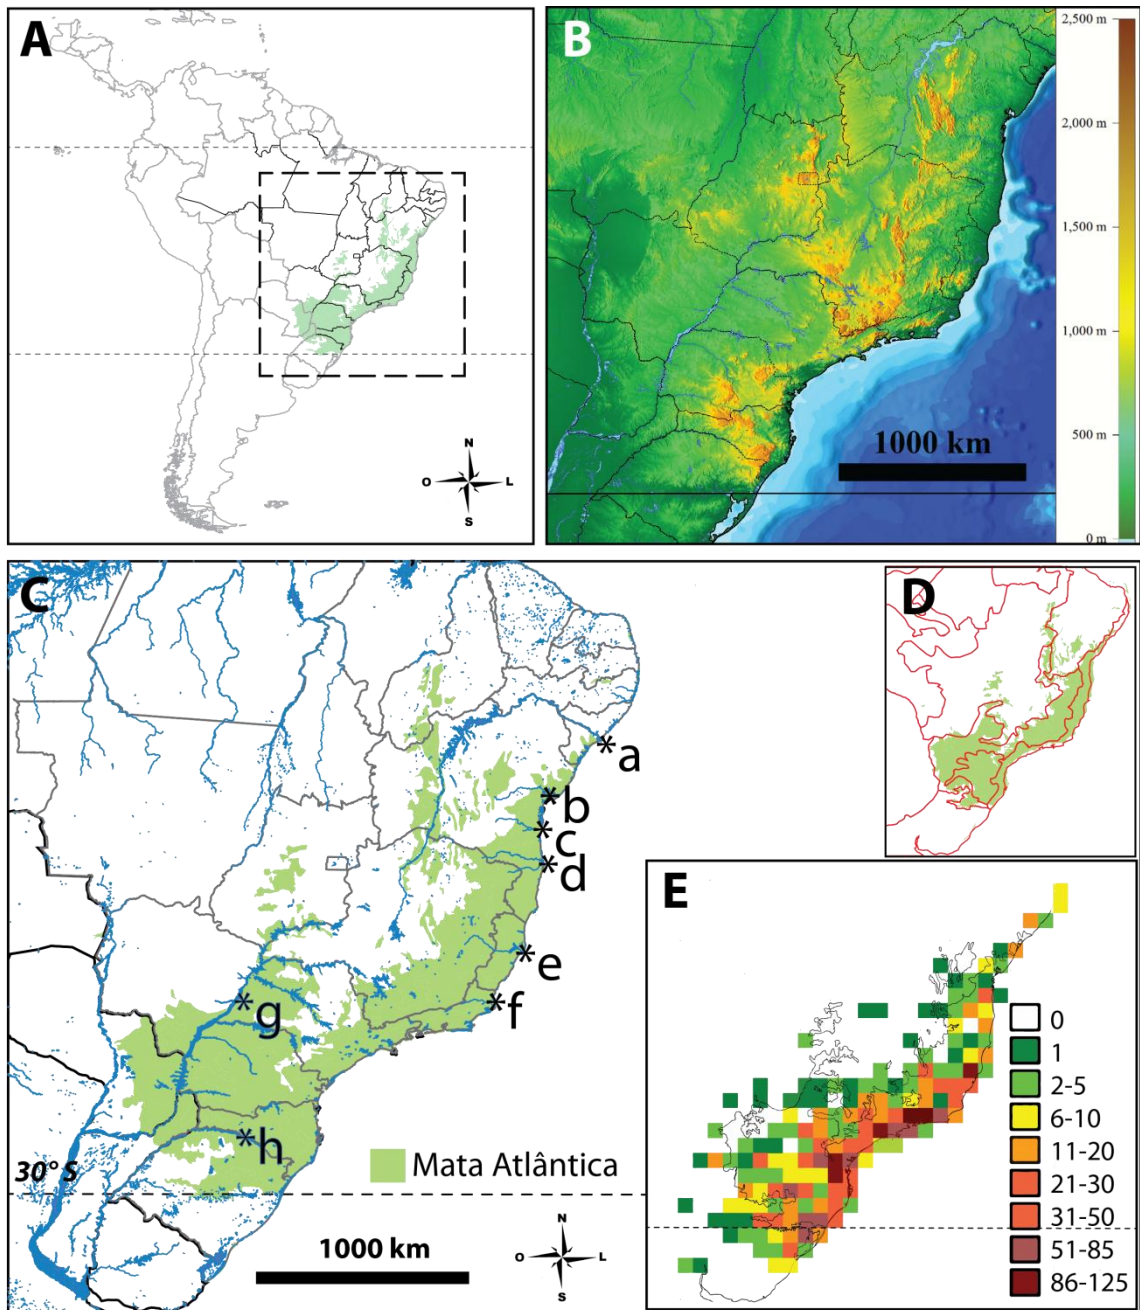 A
N
O
L
S
B
2,500 m
2,000 m
1,500 m
1,000 m
500 m
0 m
1000 km
C
a
b
c
d
e
f
g
h
30° S
Mata Atlântica
1000 km
N
O
L
S
D
E
0
1
2-5
6-10
11-20
21-30
31-50
51-85
86-125